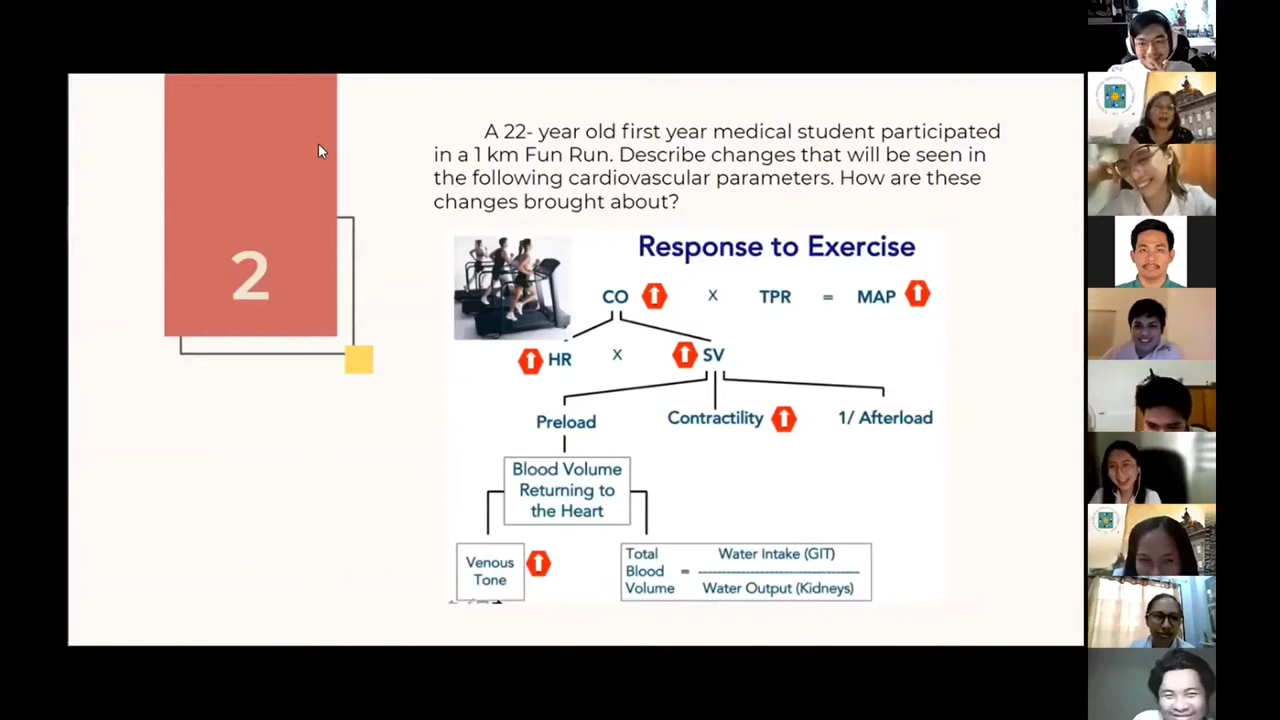 2
A 22- year old first year medical student participated
in a 1 km Fun Run. Describe changes that will be seen in
the following cardiovascular parameters. How are these
changes brought about?
Response to Exercise
CO x TPR = MAP
HR x SV
Preload Contractility 1/ Afterload
Blood Volume
Returning to
the Heart
Venous
Tone
Total
Blood
Volume
=
Water Intake (GIT)
Water Output (Kidneys)